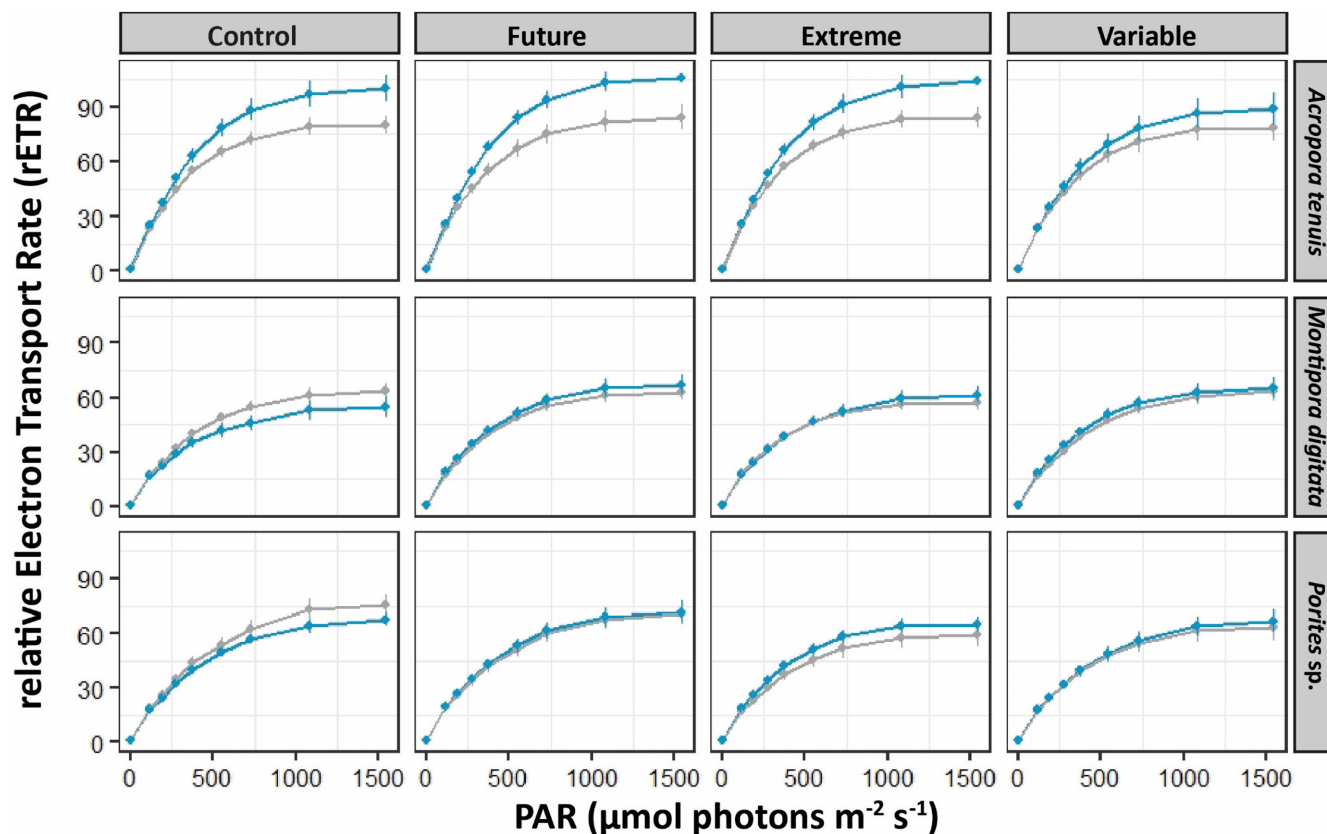 Control Future Extreme Variable
relative Electron Transport Rate (rETR)
90
60
30
0
Acropora tenuis
90
60
30
0
Montipora digitata
90
60
30
0
Porites sp.
0 500 1000 1500 0 500 1000 1500 0 500 1000 1500 0 500 1000 1500
PAR (µmol photons m⁻² s⁻¹)